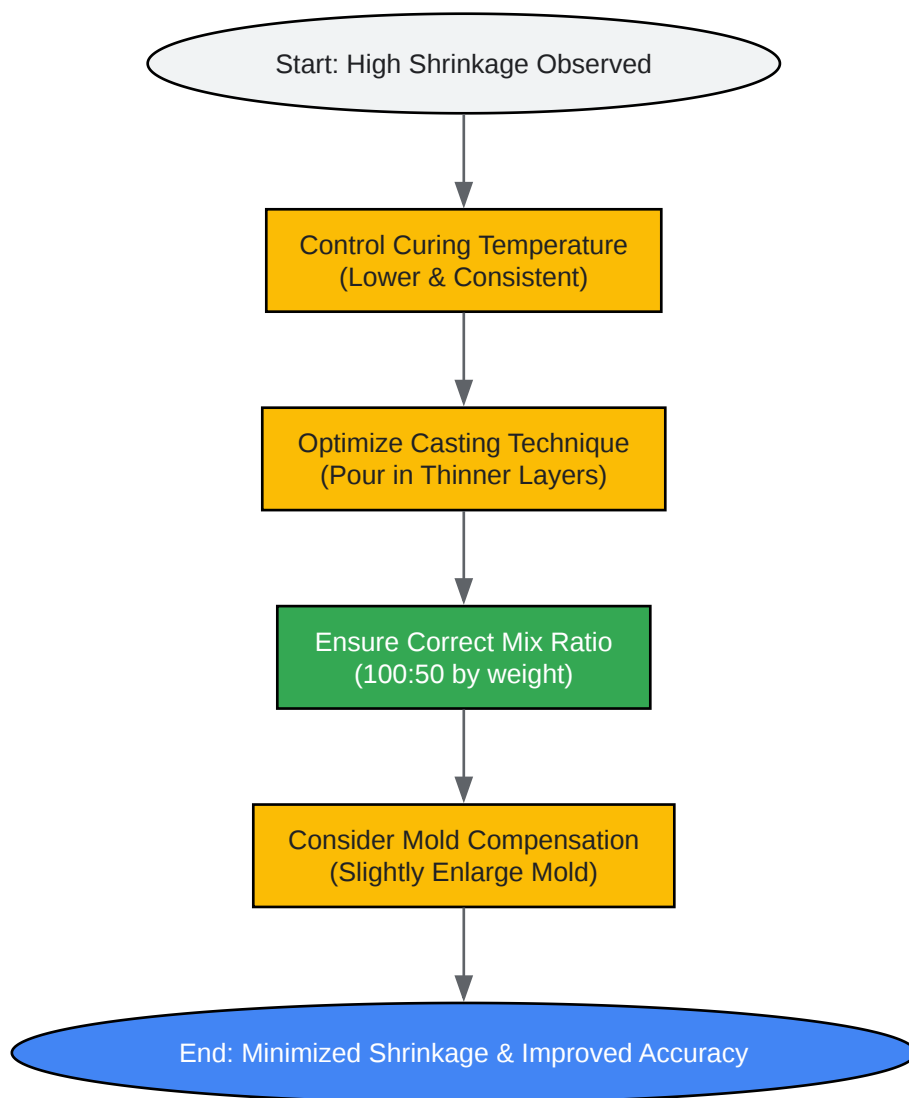 Start: High Shrinkage Observed
Control Curing Temperature
(Lower & Consistent)
Optimize Casting Technique
(Pour in Thinner Layers)
Ensure Correct Mix Ratio
(100:50 by weight)
Consider Mold Compensation
(Slightly Enlarge Mold)
End: Minimized Shrinkage & Improved Accuracy